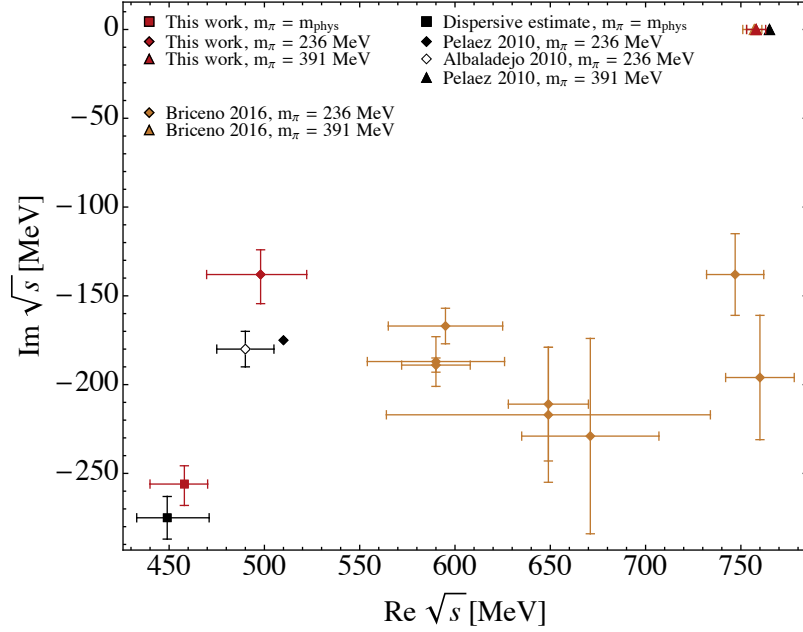 This work, mπ = mphys
This work, mπ = 236 MeV
This work, mπ = 391 MeV
Dispersive estimate, mπ = mphys
Pelaez 2010, mπ = 236 MeV
Albaladejo 2010, mπ = 236 MeV
Pelaez 2010, mπ = 391 MeV
Briceno 2016, mπ = 236 MeV
Briceno 2016, mπ = 391 MeV
0
−50
−100
−150
−200
−250
Im √s [MeV]
450 500 550 600 650 700 750
Re √s [MeV]